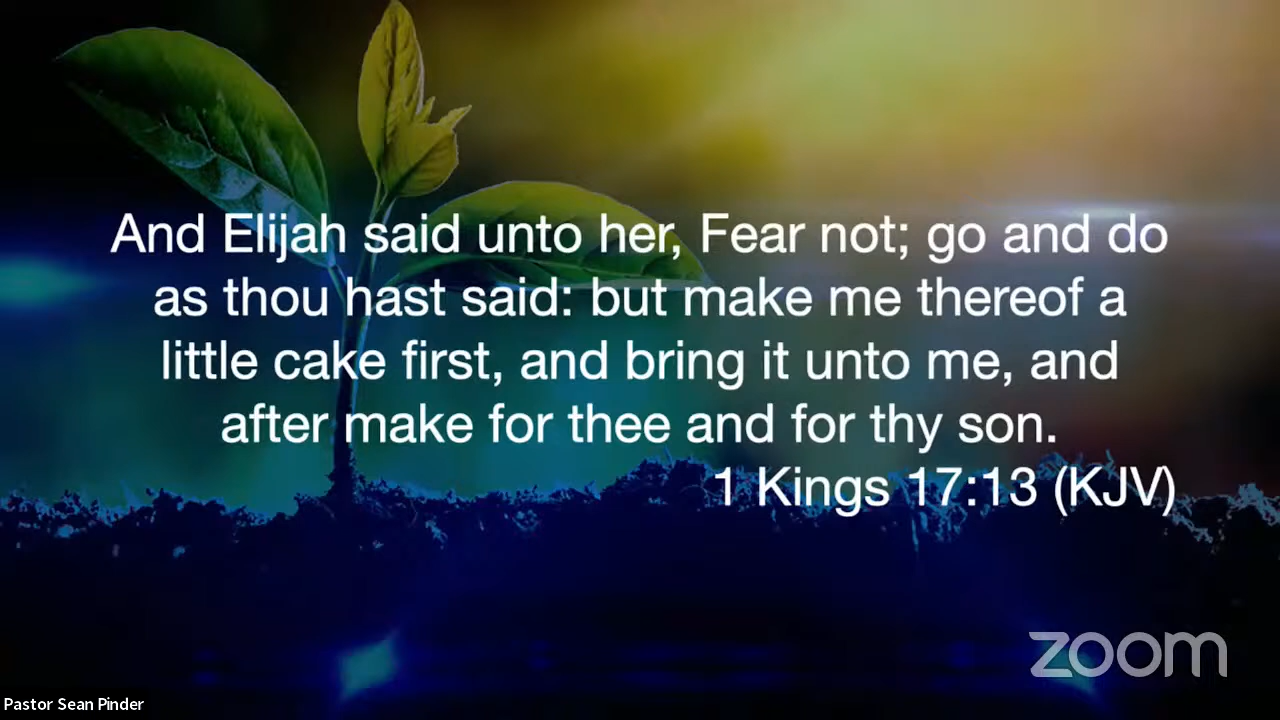 And Elijah said unto her, Fear not; go and do
as thou hast said: but make me thereof a
little cake first, and bring it unto me, and
after make for thee and for thy son.
1 Kings 17:13 (KJV)
zoom
Pastor Sean Pinder